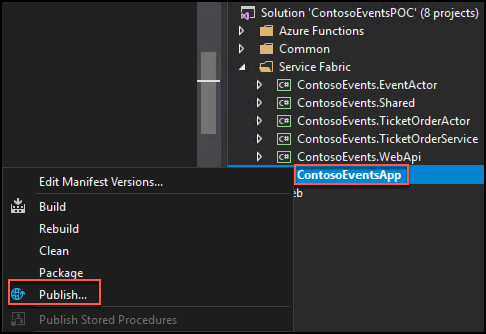 Solution 'ContosoEventsPOC' (8 projects)
Azure Functions
Common
Service Fabric
C# ContosoEvents.EventActor
C# ContosoEvents.Shared
C# ContosoEvents.TicketOrderActor
C# ContosoEvents.TicketOrderService
C# ContosoEvents.WebApi
ContosoEventsApp
eb
Edit Manifest Versions...
Build
Rebuild
Clean
Package
Publish...
Publish Stored Procedures